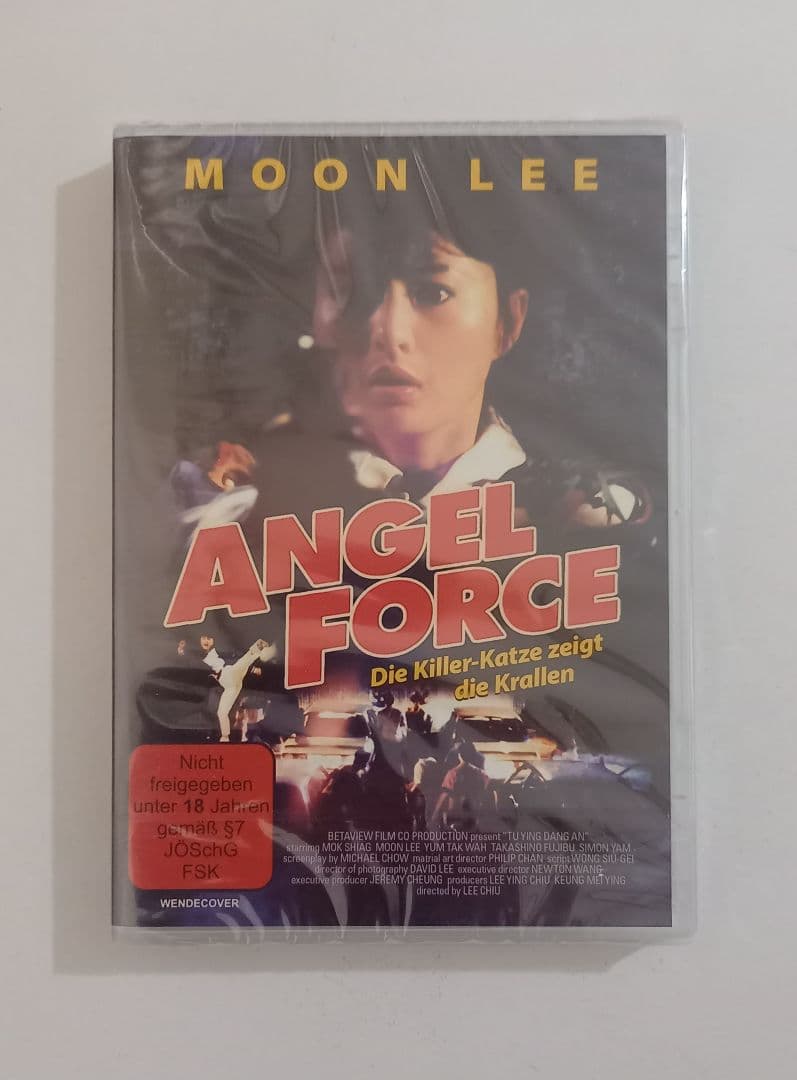 MOON LEE
ANGEL
FORCE
Die Killer-Katze zeigt
die Krallen
Nicht
freigegeben
unter 18 Jahren
gemäß §7
JÖSchG
FSK
WENDECOVER
BETAVIEW FILM CO PRODUCTION present "TU YING DANG AN"
starring MOK SHIAG MOON LEE YUM TAK WAH TAKASHINO FUJIBU SIMON YAM
screenplay by MICHAEL CHOW matrial art director PHILIP CHAN script WONG SIU-GEI
director of photography DAVID LEE executive director NEWTON WANG
executive producer JEREMY CHEUNG producers LEE YING CHIU KEUNG MEI YING
directed by LEE CHIU